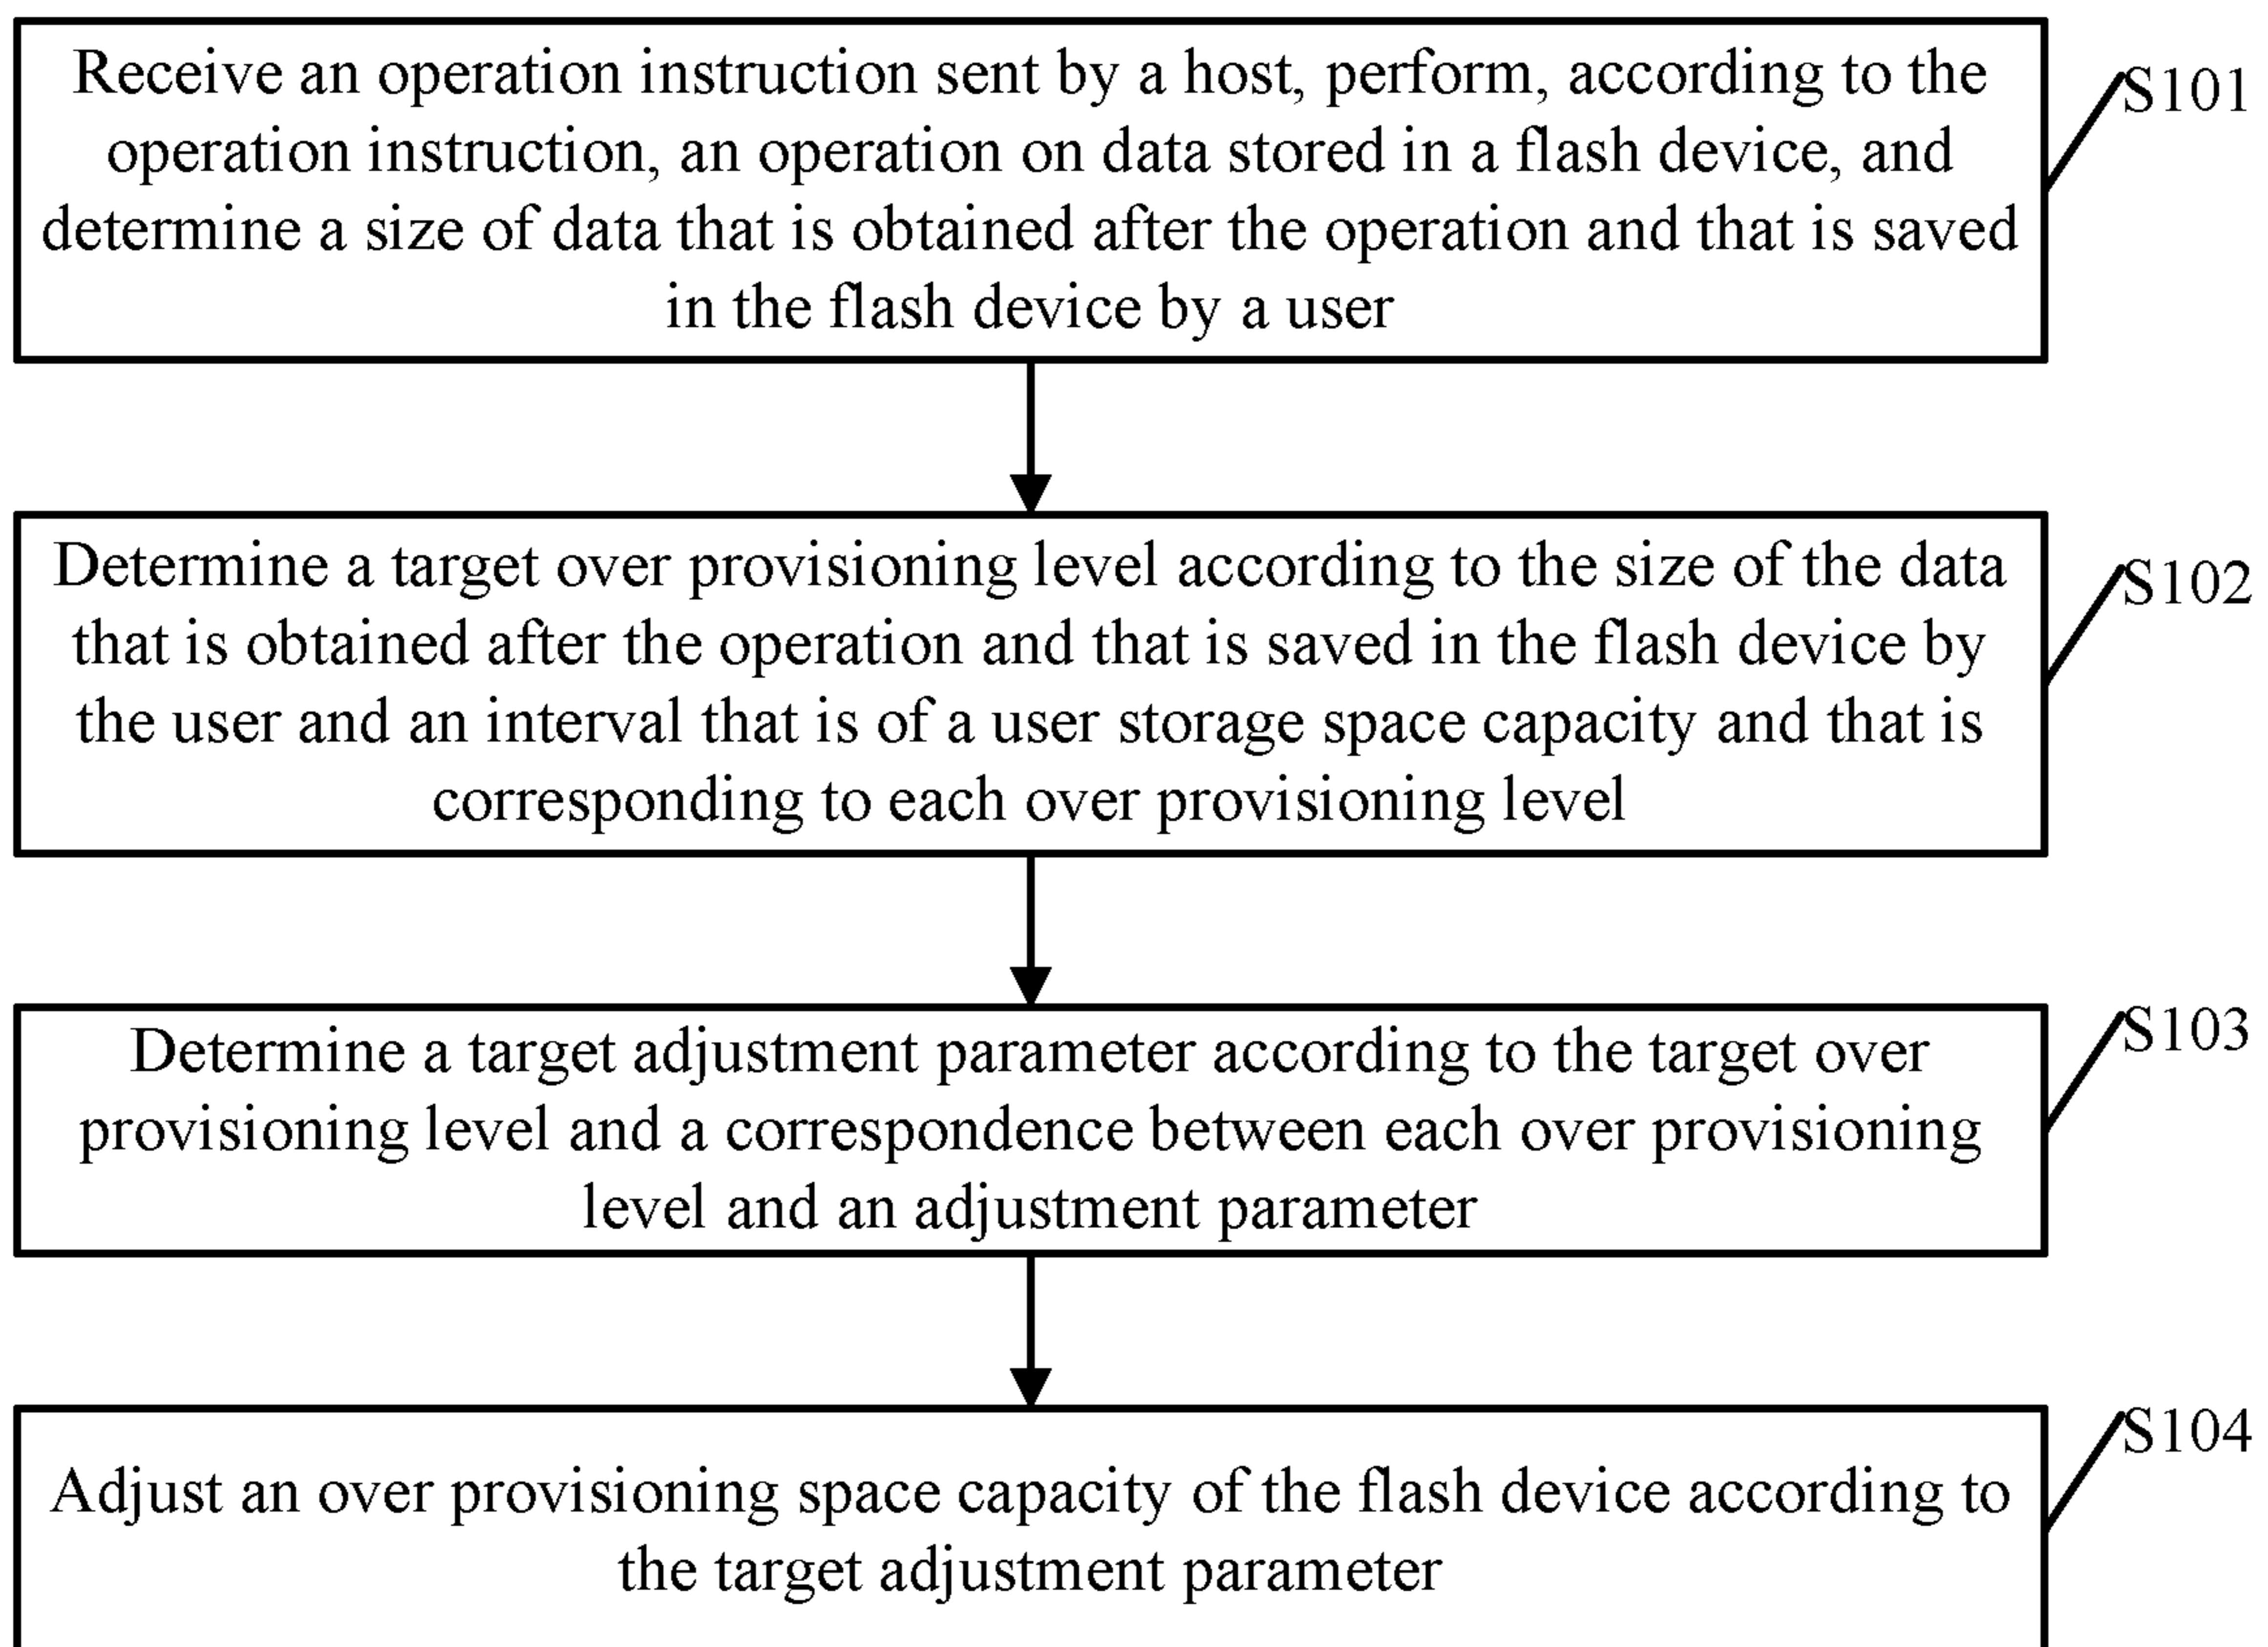 Receive an operation instruction sent by a host, perform, according to the
operation instruction, an operation on data stored in a flash device, and
determine a size of data that is obtained after the operation and that is saved
in the flash device by a user
S101
Determine a target over provisioning level according to the size of the data
that is obtained after the operation and that is saved in the flash device by
the user and an interval that is of a user storage space capacity and that is
corresponding to each over provisioning level
S102
Determine a target adjustment parameter according to the target over
provisioning level and a correspondence between each over provisioning
level and an adjustment parameter
S103
Adjust an over provisioning space capacity of the flash device according to
the target adjustment parameter
S104